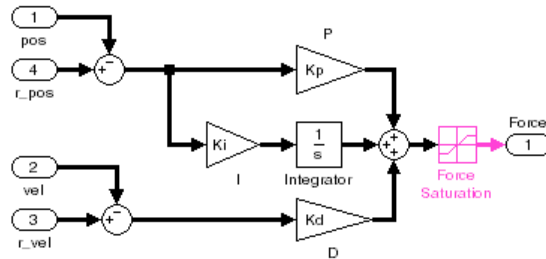 1
pos
4
r_pos
+
-
P
Kp
Ki
I
1
s
Integrator
+
+
+
Force
Saturation
Force
1
2
vel
3
r_vel
+
-
Kd
D